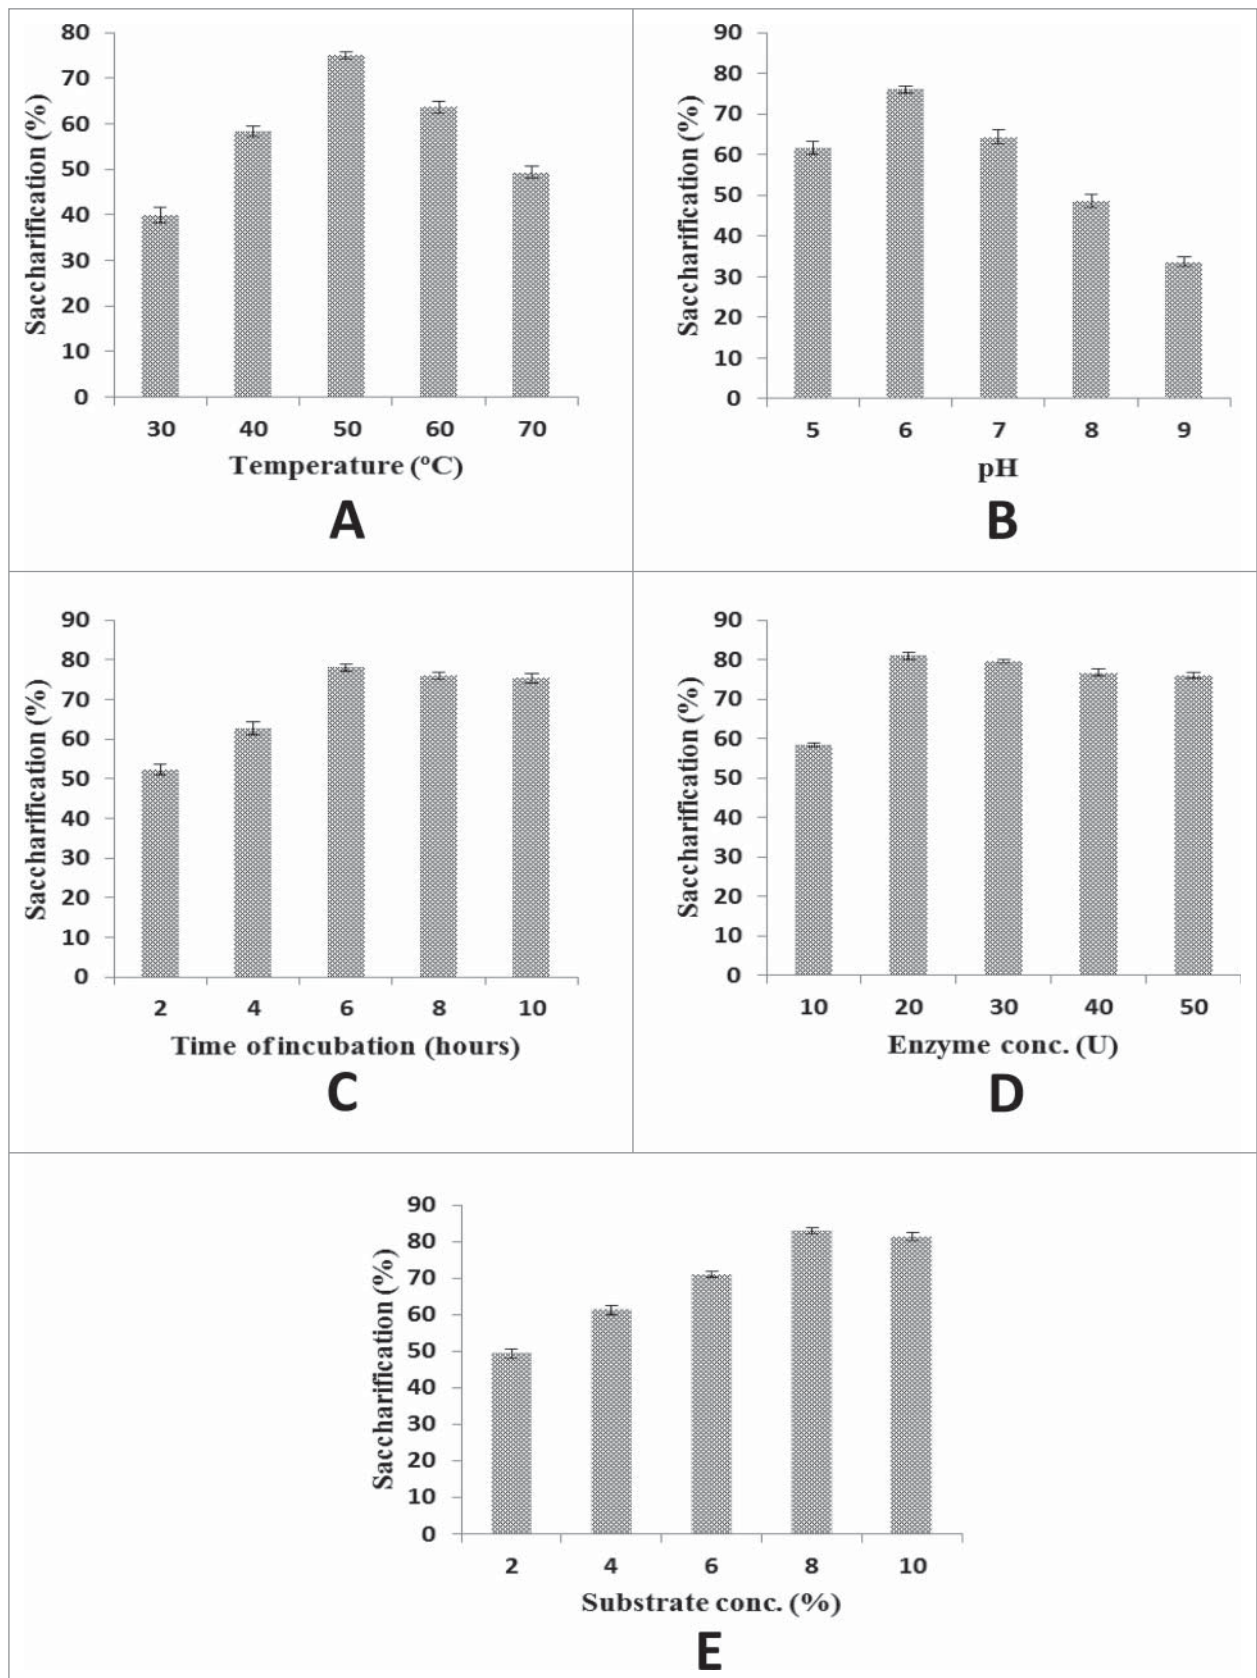 80
70
60
50
40
30
20
10
0
Saccharification (%)
30 40 50 60 70
Temperature (ºC)
A
90
80
70
60
50
40
30
20
10
0
Saccharification (%)
5 6 7 8 9
pH
B
90
80
70
60
50
40
30
20
10
0
Saccharification (%)
2 4 6 8 10
Time of incubation (hours)
C
90
80
70
60
50
40
30
20
10
0
Saccharification (%)
10 20 30 40 50
Enzyme conc. (U)
D
90
80
70
60
50
40
30
20
10
0
Saccharification (%)
2 4 6 8 10
Substrate conc. (%)
E